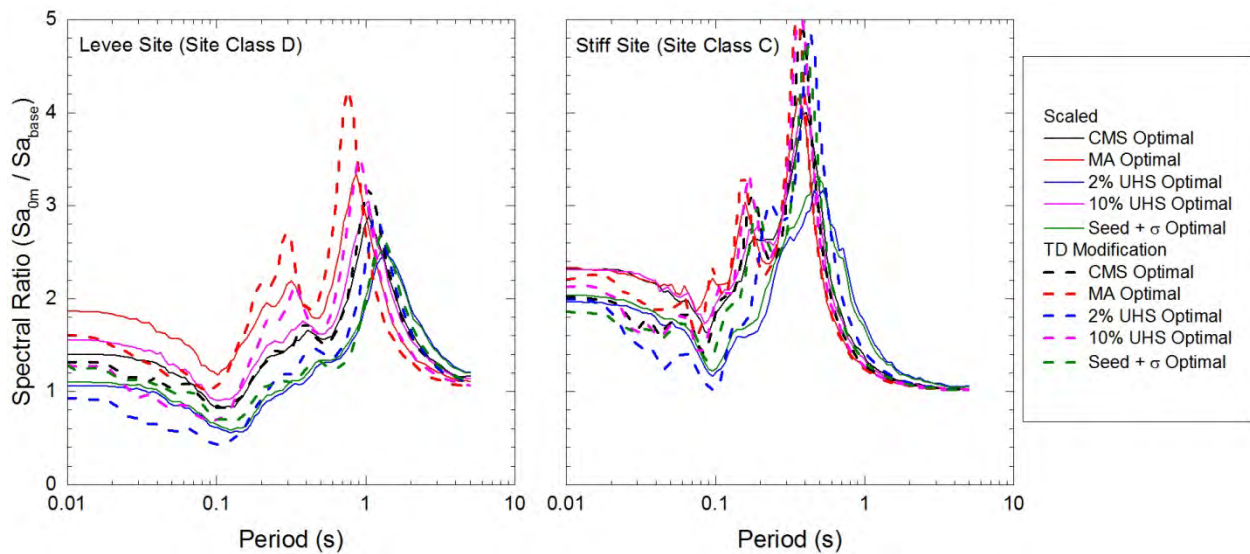 Levee Site (Site Class D)
Stiff Site (Site Class C)
Spectral Ratio (Sa0m / Sabase)
5
4
3
2
1
0
0.01
0.1
1
10
Period (s)
0.01
0.1
1
10
Period (s)
Scaled
CMS Optimal
MA Optimal
2% UHS Optimal
10% UHS Optimal
Seed + σ Optimal
TD Modification
CMS Optimal
MA Optimal
2% UHS Optimal
10% UHS Optimal
Seed + σ Optimal